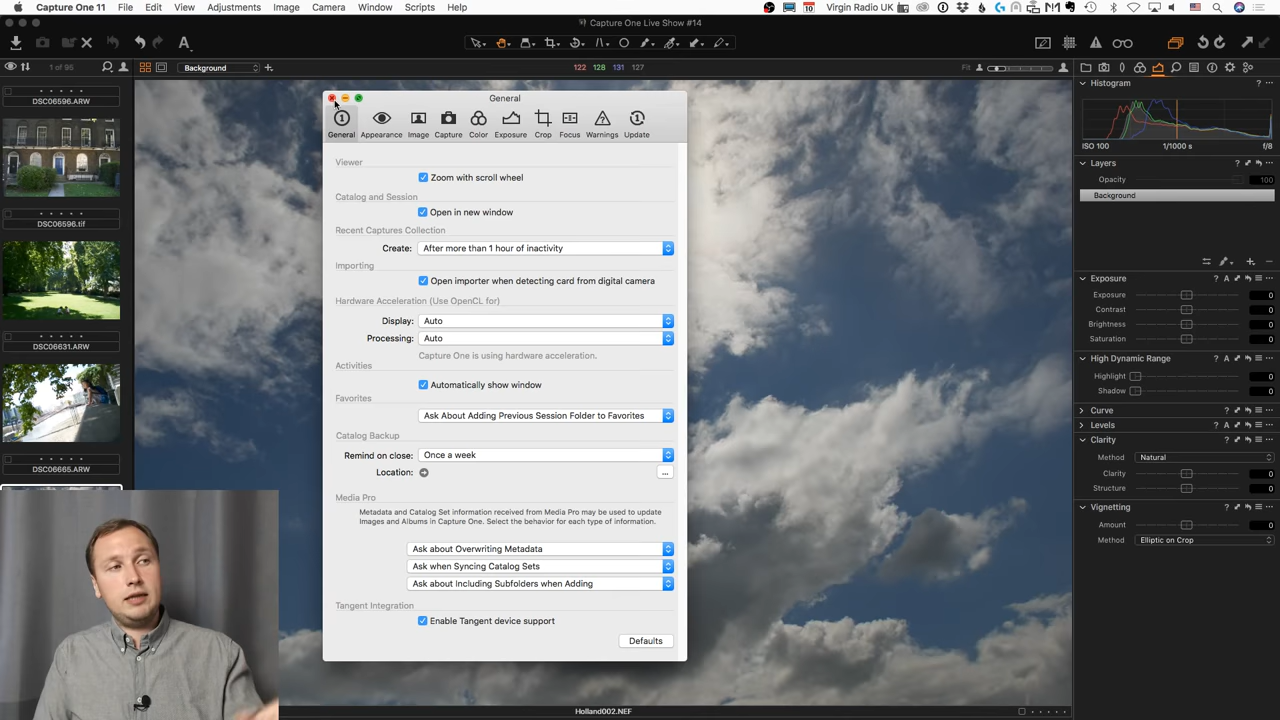 Capture One 11 File Edit View Adjustments Image Camera Window Scripts Help Virgin Radio UK
Capture One Live Show #14
1 of 95 Background 122 128 131 127 Fit
DSC06596.ARW
DSC06596.tif
DSC06631.ARW
DSC06665.ARW
General
General Appearance Image Capture Color Exposure Crop Focus Warnings Update
Viewer
Zoom with scroll wheel
Catalog and Session
Open in new window
Recent Captures Collection
Create: After more than 1 hour of inactivity
Importing
Open importer when detecting card from digital camera
Hardware Acceleration (Use OpenCL for)
Display: Auto
Processing: Auto
Capture One is using hardware acceleration.
Activities
Automatically show window
Favorites
Ask About Adding Previous Session Folder to Favorites
Catalog Backup
Remind on close: Once a week
Location:
...
Media Pro
Metadata and Catalog Set information received from Media Pro may be used to update
Images and Albums in Capture One. Select the behavior for each type of information.
Ask about Overwriting Metadata
Ask when Syncing Catalog Sets
Ask about Including Subfolders when Adding
Tangent Integration
Enable Tangent device support
Defaults
Holland002.NEF
Histogram
ISO 100 1/1000 s f/8
Layers
Opacity 100
Background
Exposure
Exposure 0
Contrast 0
Brightness 0
Saturation 0
High Dynamic Range
Highlight 0
Shadow 0
Curve
Levels
Clarity
Method Natural
Clarity 0
Structure 0
Vignetting
Amount 0
Method Elliptic on Crop